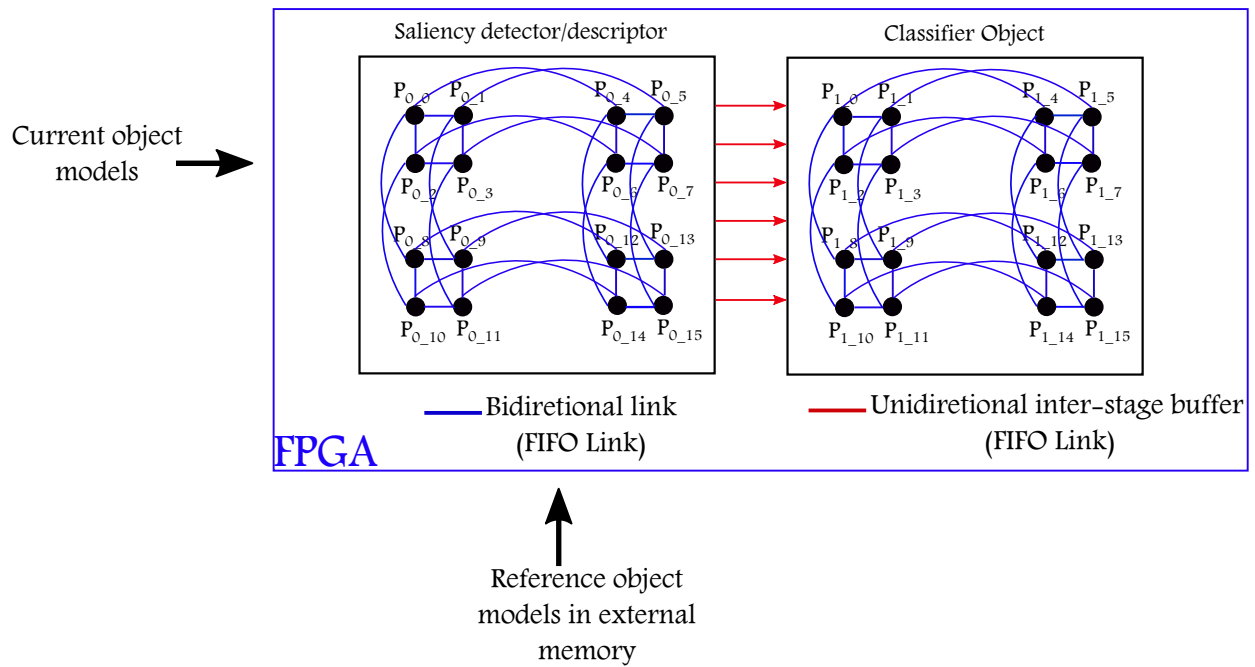 Saliency detector/descriptor
Classifier Object
P0_0 P0_1 P0_4 P0_5
P1_0 P1_1 P1_4 P1_5
Current object
models
P0_2 P0_3 P0_6 P0_7
P1_2 P1_3 P1_6 P1_7
P0_8 P0_9 P0_12 P0_13
P1_8 P1_9 P1_12 P1_13
P0_10 P0_11 P0_14 P0_15
P1_10 P1_11 P1_14 P1_15
Bidiretional link
(FIFO Link)
Unidiretional inter-stage buffer
(FIFO Link)
FPGA
Reference object
models in external
memory